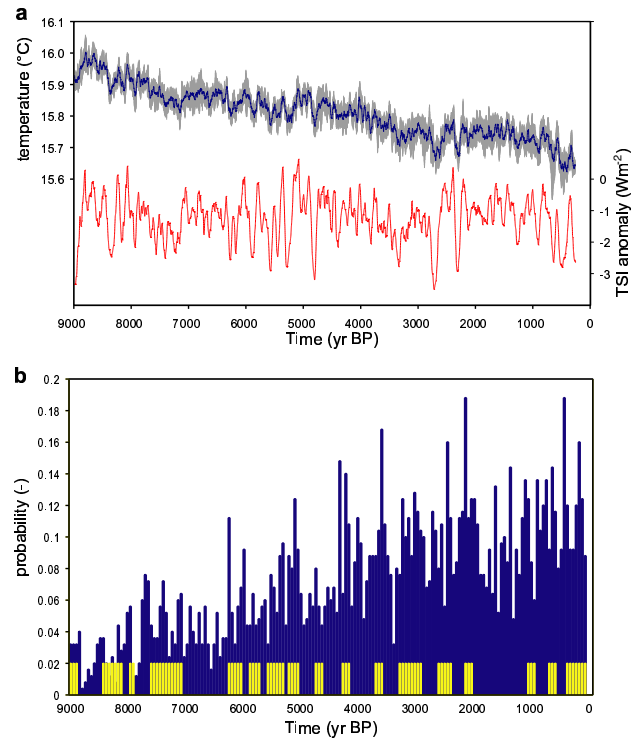 a
16.1
16.0
15.9
15.8
15.7
15.6
temperature (°C)
0
-1
-2
-3
TSI anomaly (Wm-2)
9000 8000 7000 6000 5000 4000 3000 2000 1000 0
Time (yr BP)
b
0.2
0.18
0.16
0.14
0.12
0.1
0.08
0.06
0.04
0.02
0
probability (-)
9000 8000 7000 6000 5000 4000 3000 2000 1000 0
Time (yr BP)